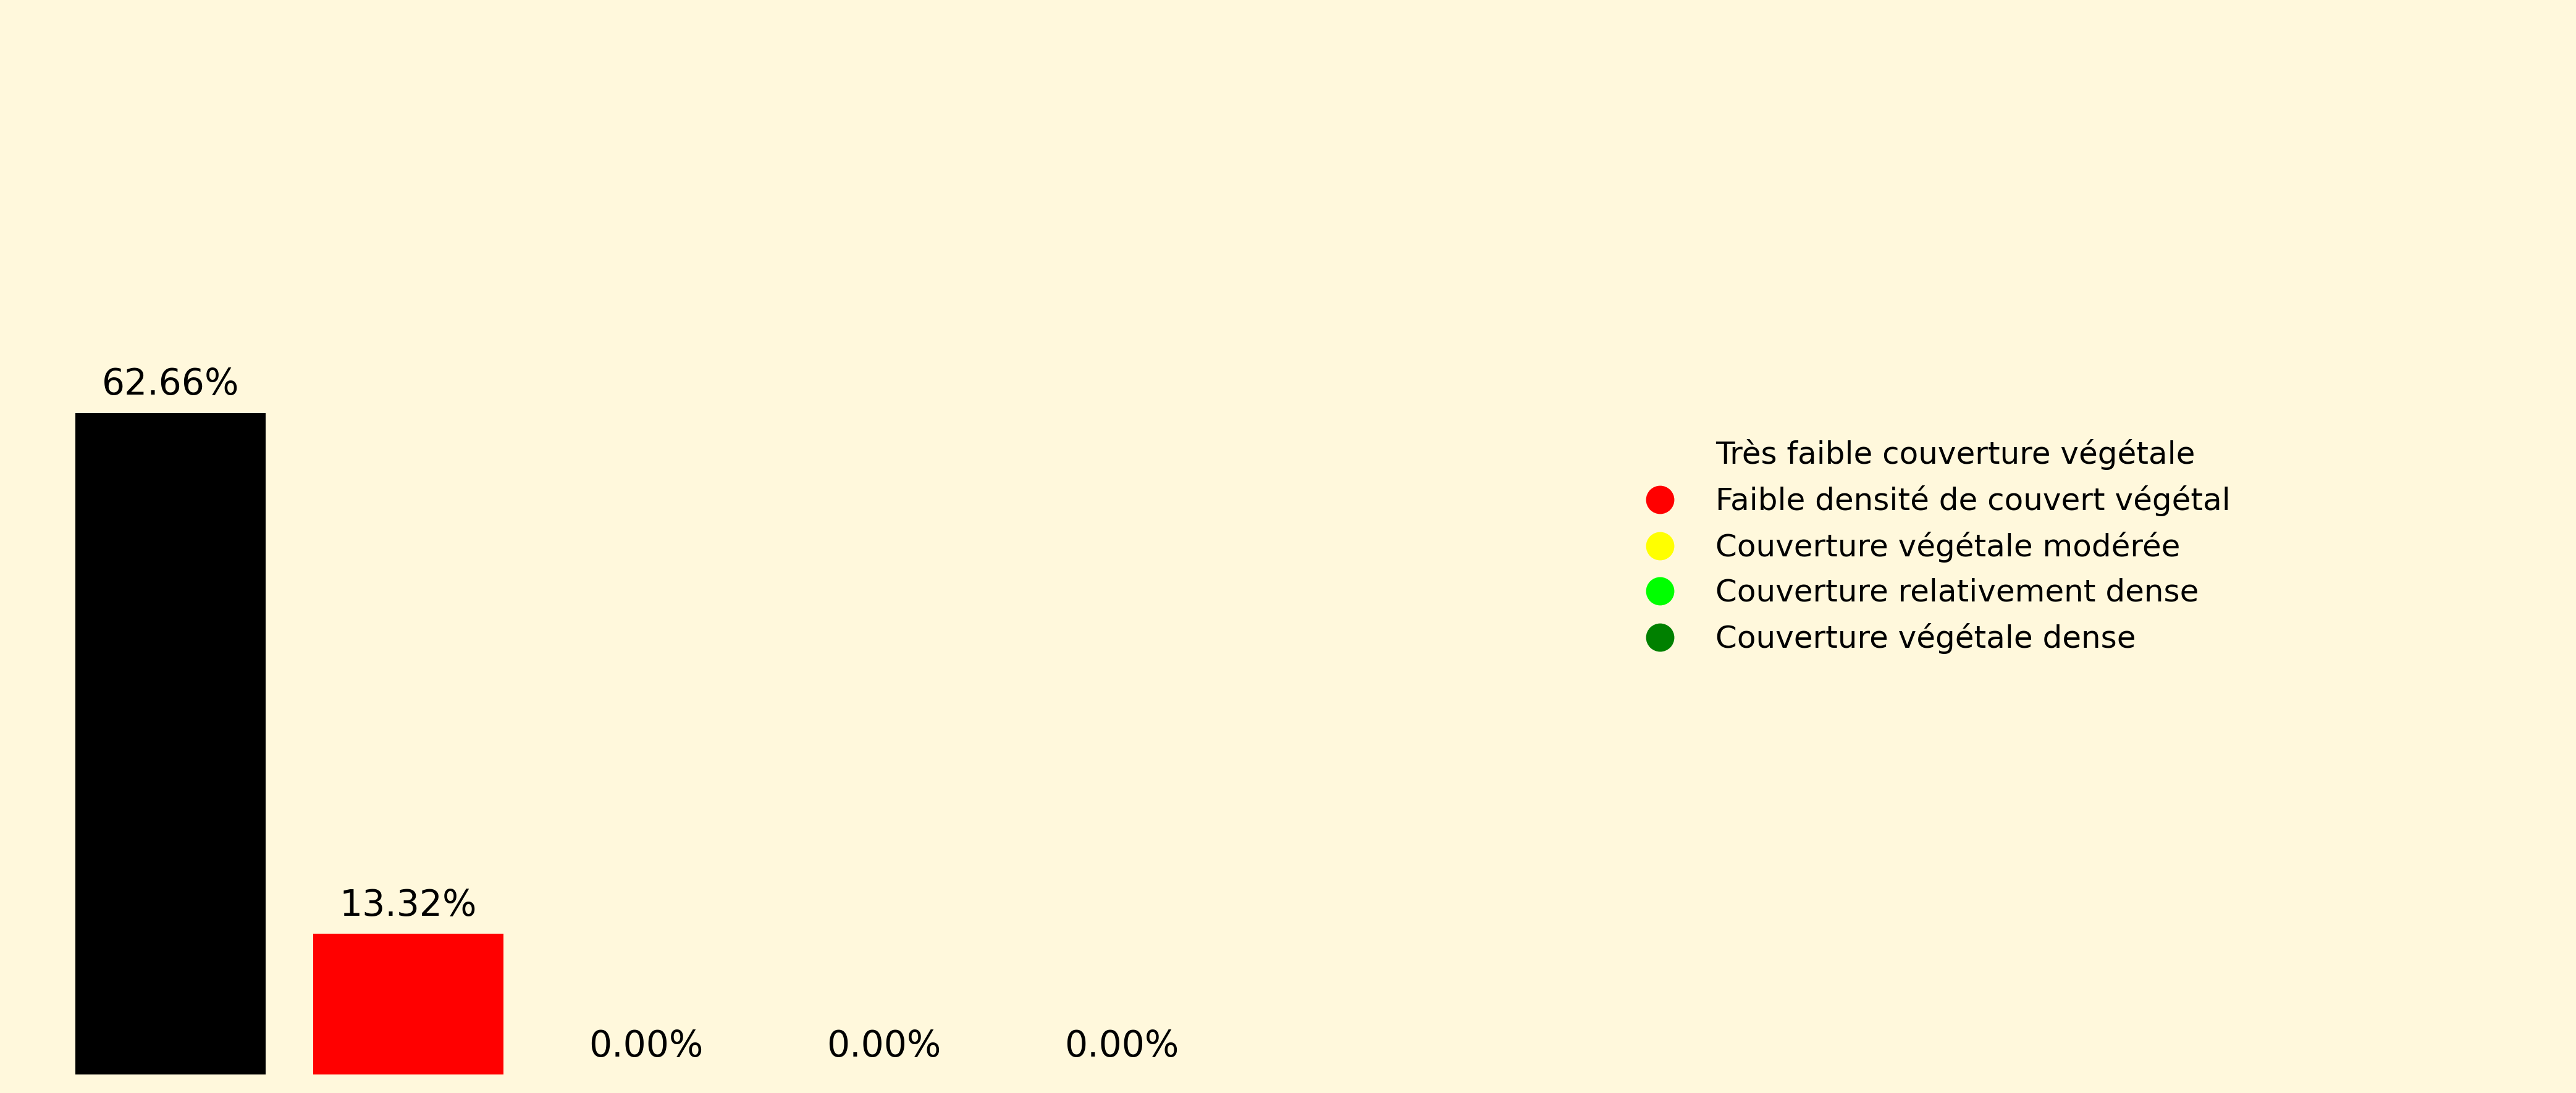 62.66%
13.32%
0.00%
0.00%
0.00%
Très faible couverture végétale
Faible densité de couvert végétal
Couverture végétale modérée
Couverture relativement dense
Couverture végétale dense